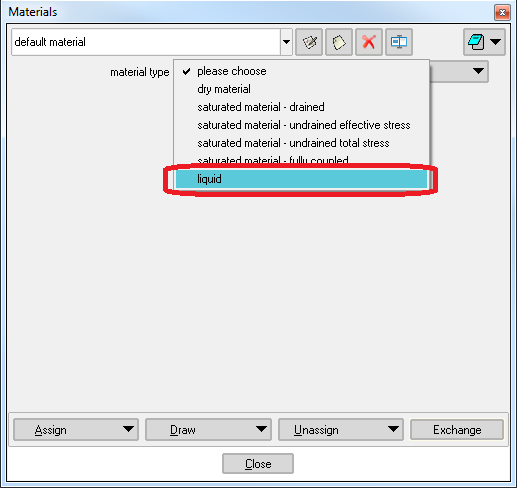 Materials
default material
material type
please choose
dry material
saturated material - drained
saturated material - undrained effective stress
saturated material - undrained total stress
saturated material - fully coupled
liquid
Assign
Draw
Unassign
Exchange
Close